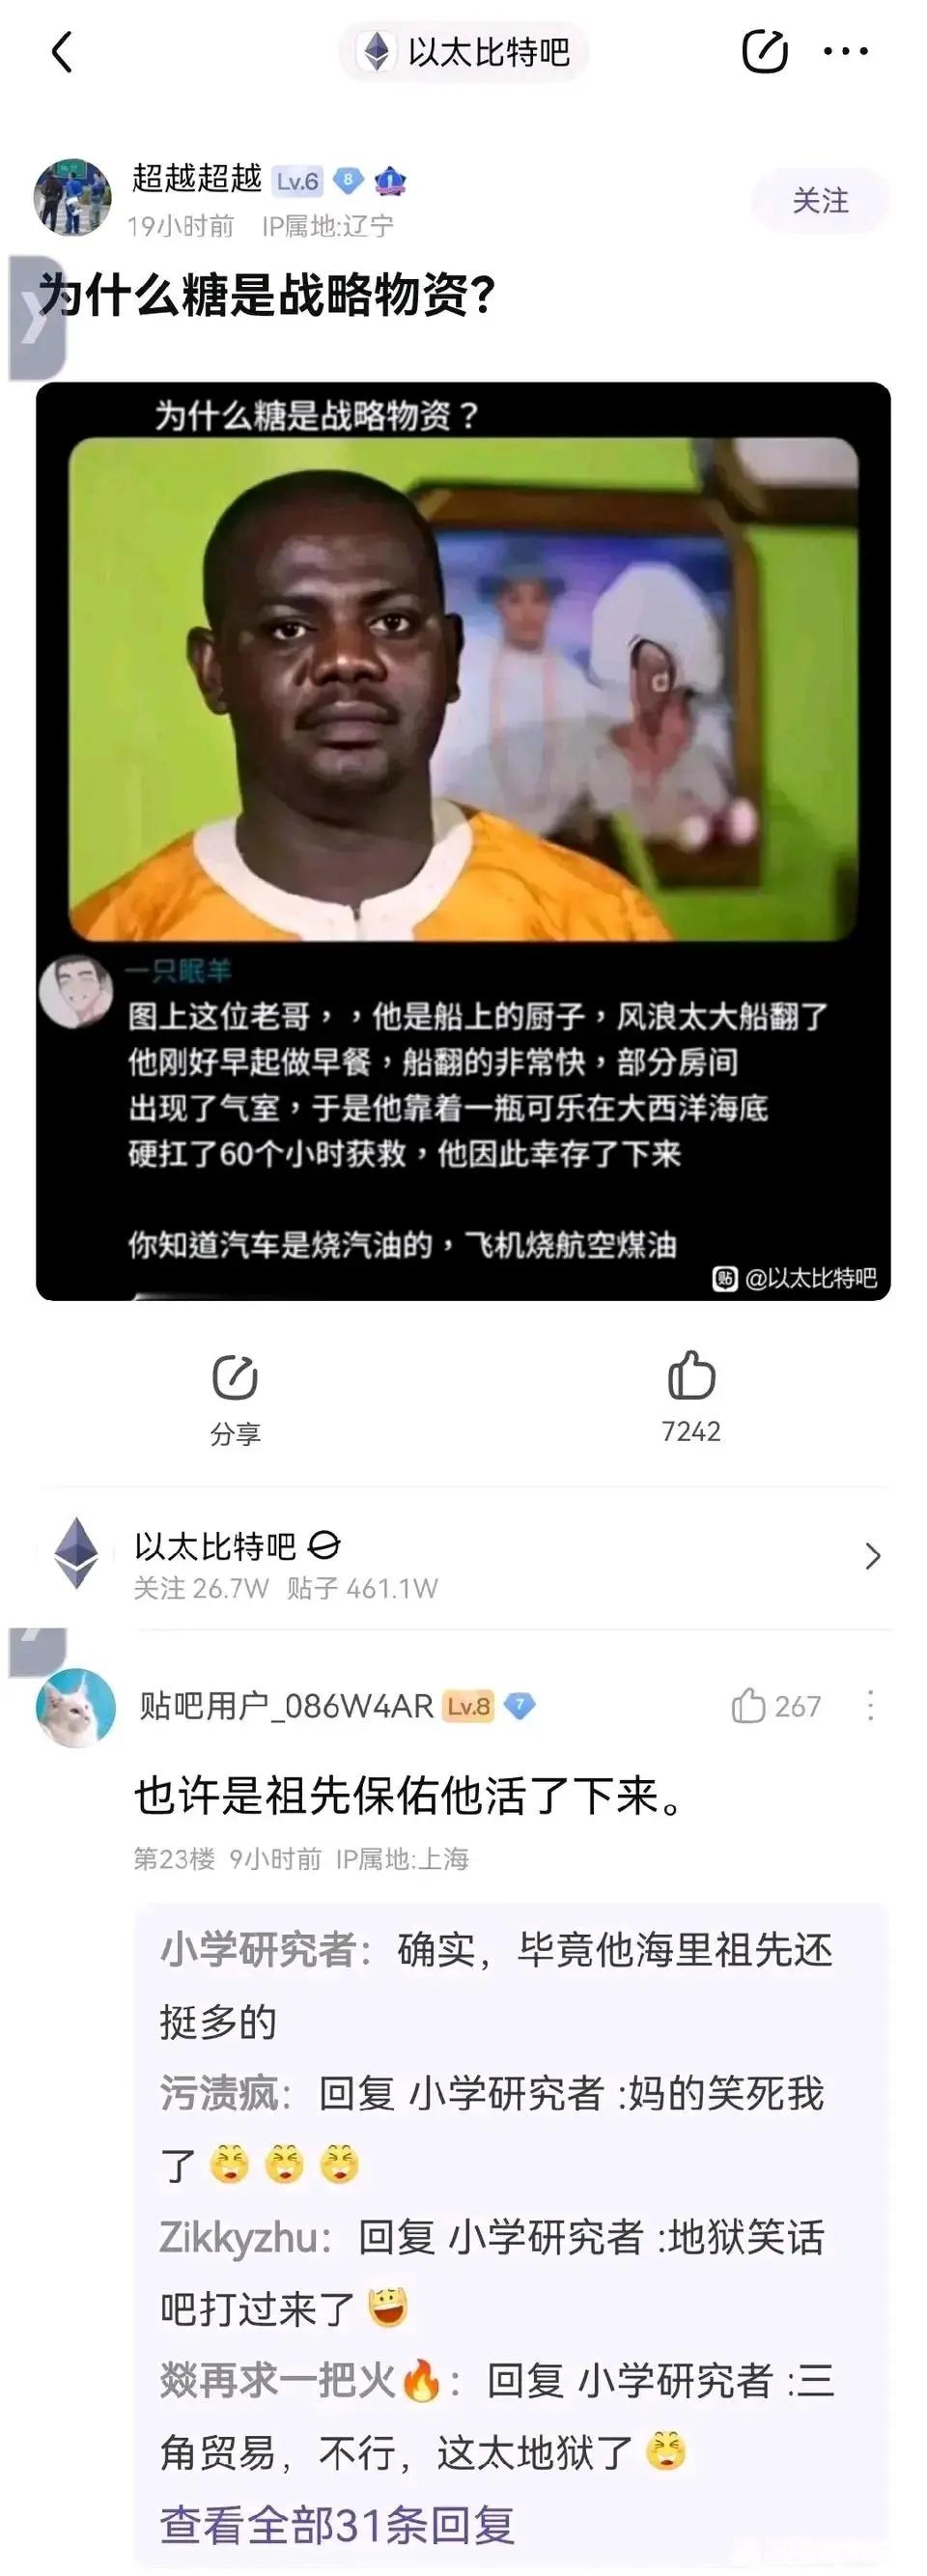 以太比特吧
超越超越 Lv.6 8 1
19小时前 IP属地:辽宁
关注
为什么糖是战略物资?
为什么糖是战略物资？
一只眠羊
图上这位老哥，，他是船上的厨子，风浪太大船翻了
他刚好早起做早餐，船翻的非常快，部分房间
出现了气室，于是他靠着一瓶可乐在大西洋海底
硬扛了60个小时获救，他因此幸存了下来
你知道汽车是烧汽油的，飞机烧航空煤油
贴 @以太比特吧
分享
7242
以太比特吧
关注 26.7W 贴子 461.1W
贴吧用户_086W4AR Lv.8 7
267
也许是祖先保佑他活了下来。
第23楼 9小时前 IP属地:上海
小学研究者：确实，毕竟他海里祖先还
挺多的
污渍疯：回复 小学研究者 :妈的笑死我
了😆😆😆
Zikkyzhu：回复 小学研究者 :地狱笑话
吧打过来了😃
燚再求一把火🔥：回复 小学研究者 :三
角贸易，不行，这太地狱了😆
查看全部31条回复